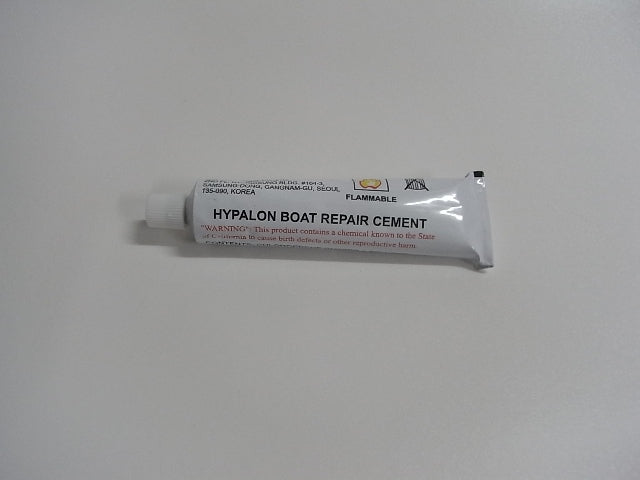 SAMSUNG-DONG, GANGNAM-GU, SEOUL
135-090, KOREA
FLAMMABLE
HYPALON BOAT REPAIR CEMENT
"WARNING": This product contains a chemical known to the State
of California to cause birth defects or other reproductive harm.